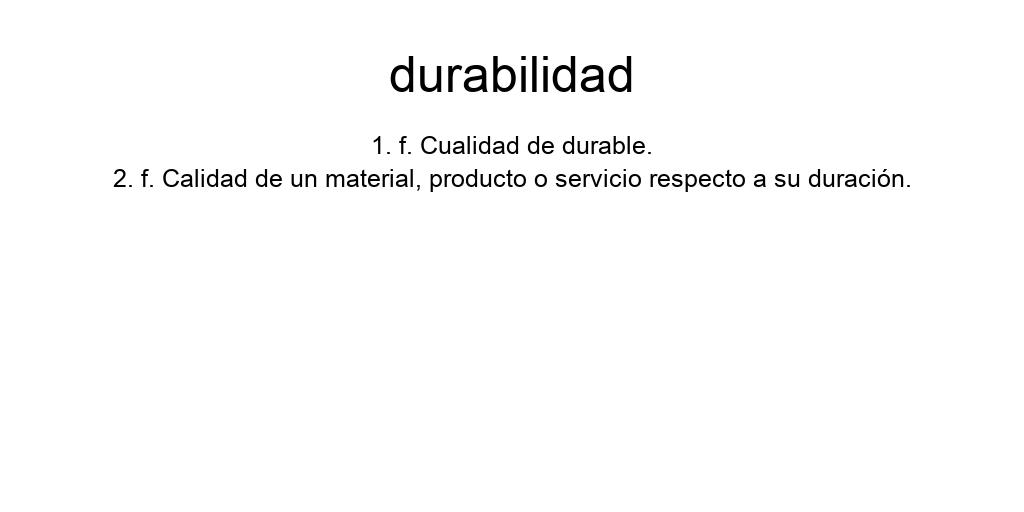 durabilidad
1. f. Cualidad de durable.
2. f. Calidad de un material, producto o servicio respecto a su duración.